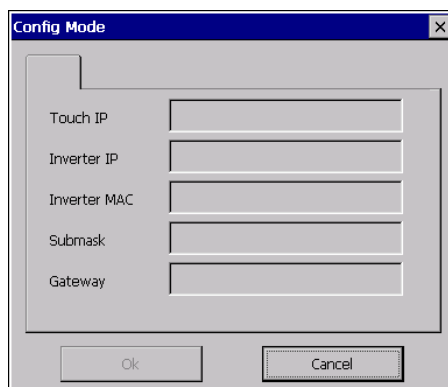 Config Mode
Touch IP
Inverter IP
Inverter MAC
Submask
Gateway
Ok
Cancel